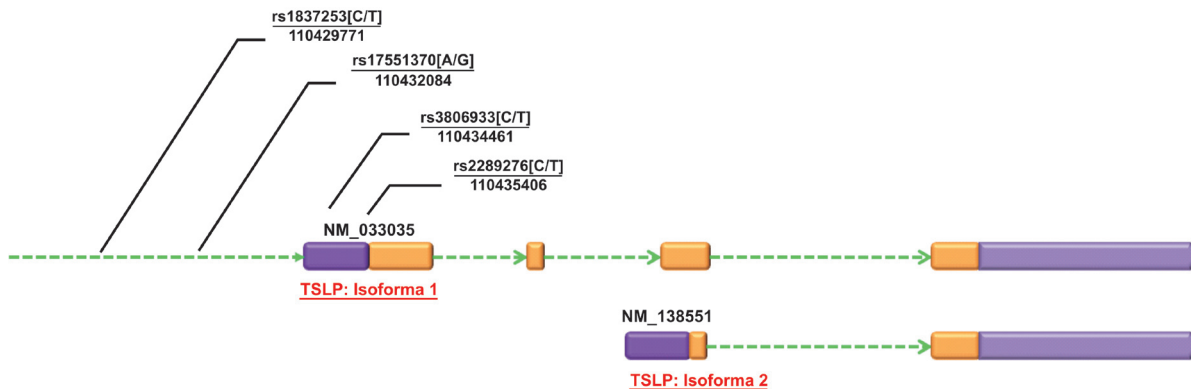 rs1837253[C/T]
110429771
rs17551370[A/G]
110432084
rs3806933[C/T]
110434461
rs2289276[C/T]
110435406
NM_033035
TSLP: Isoforma 1
NM_138551
TSLP: Isoforma 2